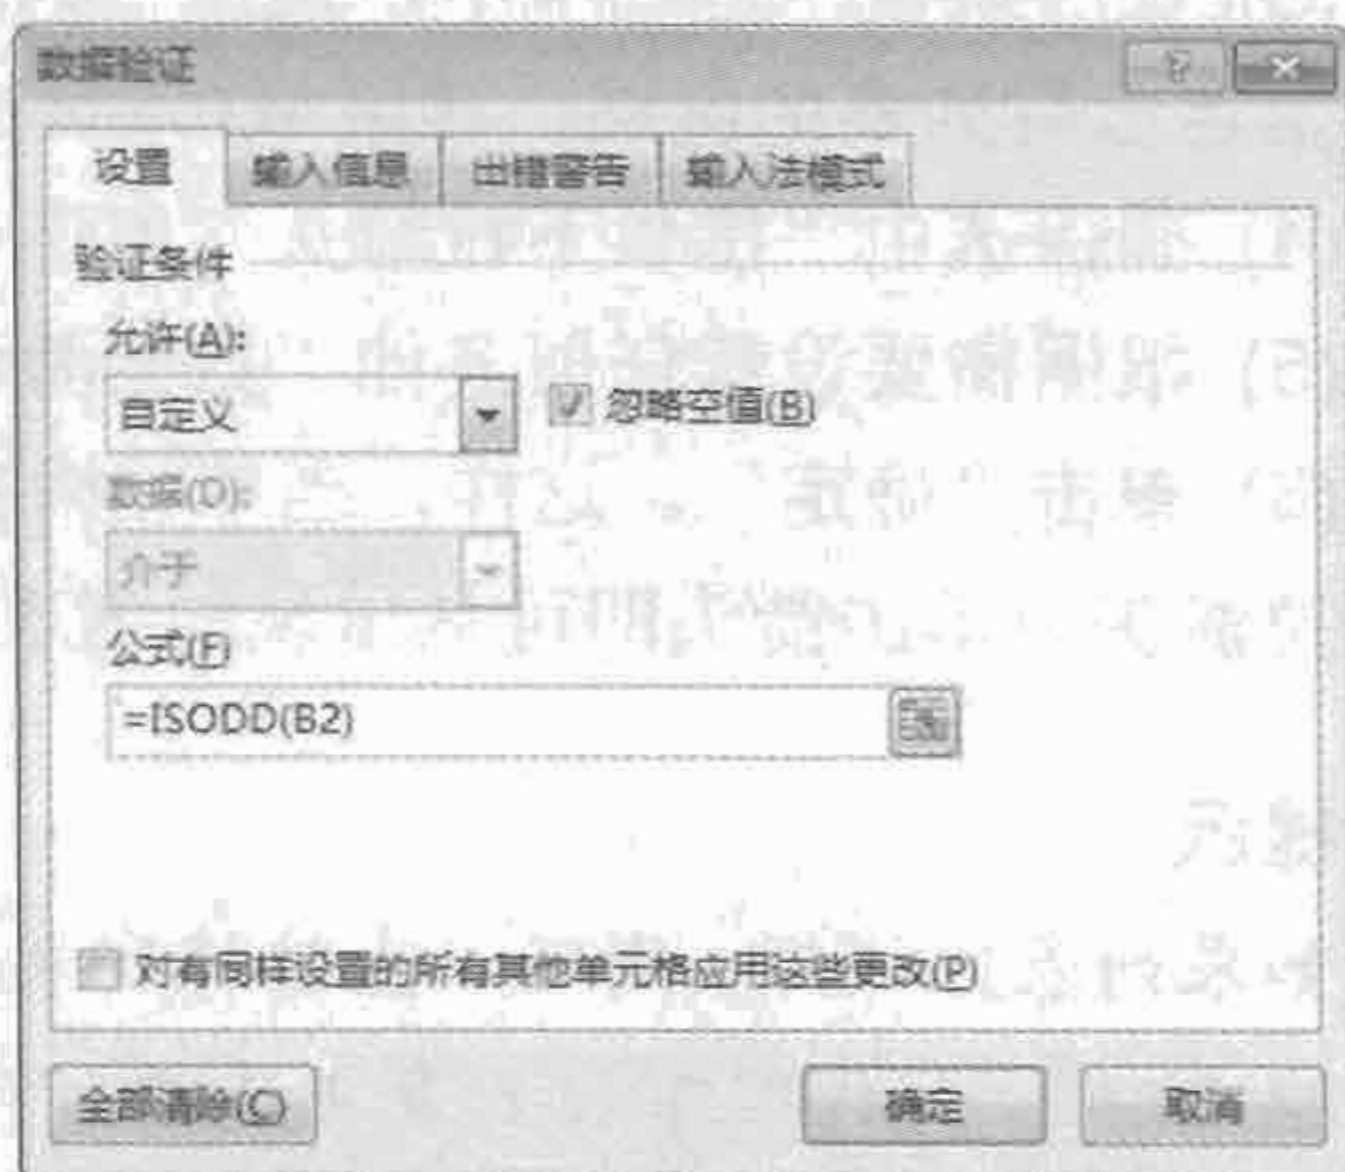 数据验证
设置 输入信息 出错警告 输入法模式
验证条件
允许(A):
自定义 忽略空值(B)
数据(D):
介于
公式(F)
=ISODD(B2)
对有同样设置的所有其他单元格应用这些更改(P)
全部清除(C) 确定 取消